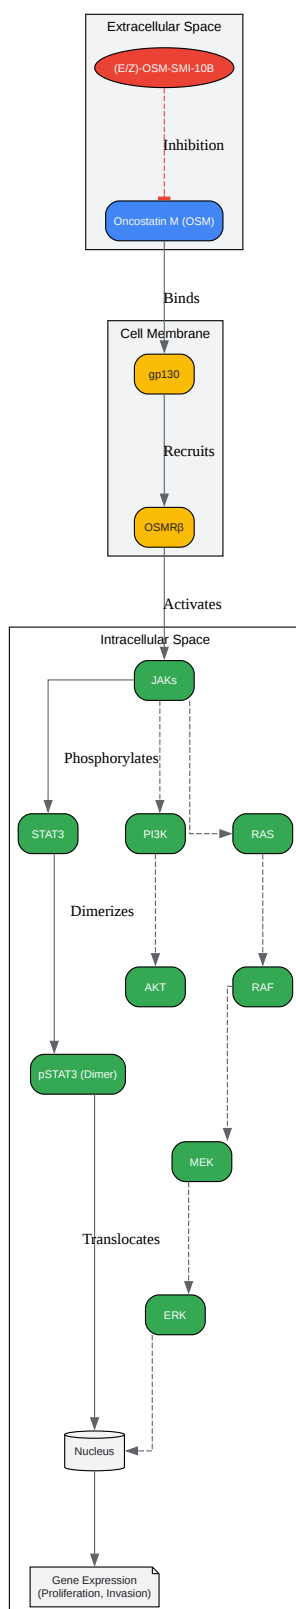 Extracellular Space
(E/Z)-OSM-SMI-10B
Inhibition
Oncostatin M (OSM)
Binds
Cell Membrane
gp130
Recruits
OSMRβ
Activates
Intracellular Space
JAKs
Phosphorylates
STAT3
PI3K
RAS
Dimerizes
AKT
RAF
pSTAT3 (Dimer)
MEK
Translocates
ERK
Nucleus
Gene Expression
(Proliferation, Invasion)